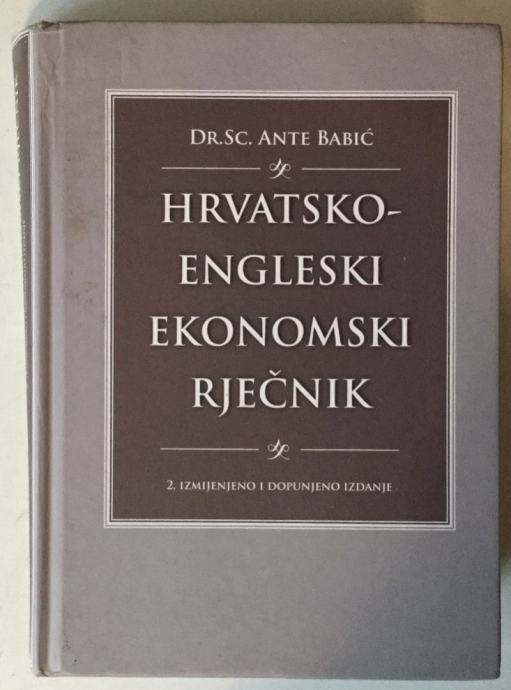 DR.SC. ANTE BABIĆ
HRVATSKO-
ENGLESKI
EKONOMSKI
RJEČNIK
2. IZMIJENJENO I DOPUNJENO IZDANJE